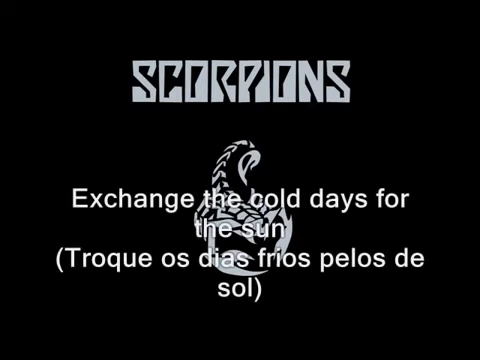 SCORPIONS
Exchange the cold days for
the sun
(Troque os dias frios pelos de
sol)